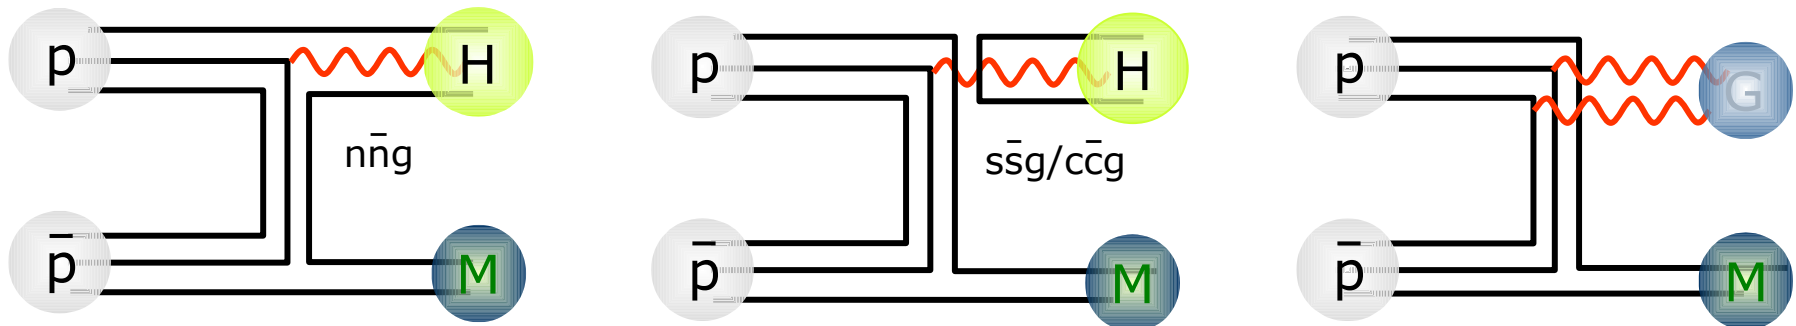 p H p H p G
nn̄g ss̄g/cc̄g
p̄ M p̄ M p̄ M